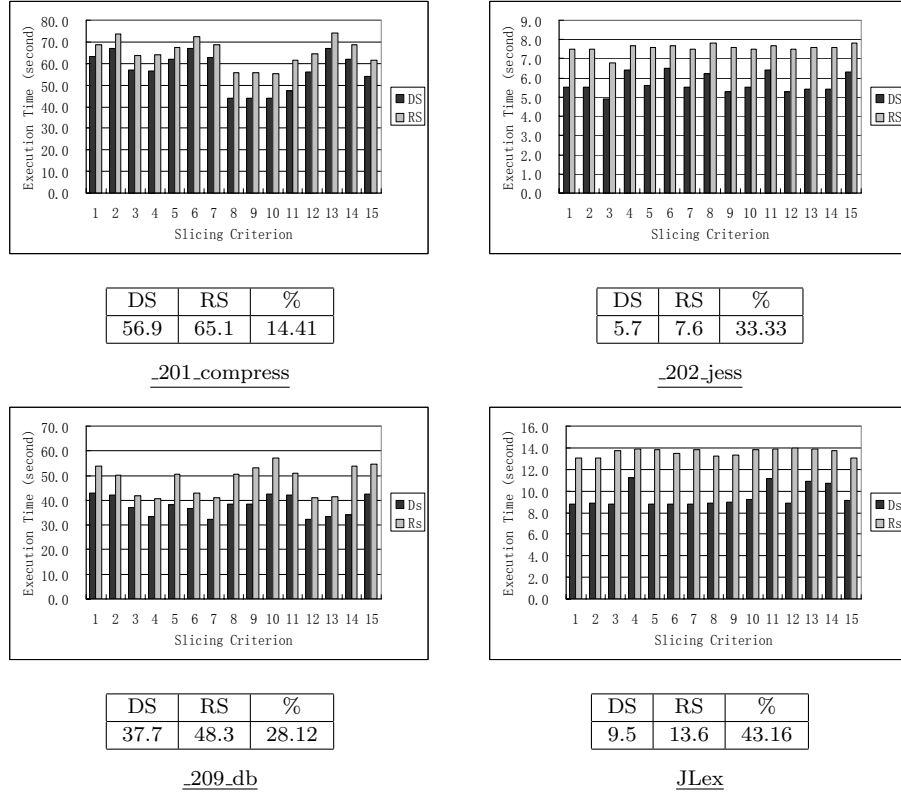 Execution Time (second)
80.0
70.0
60.0
50.0
40.0
30.0
20.0
10.0
0.0
1 2 3 4 5 6 7 8 9 10 11 12 13 14 15
Slicing Criterion
DS
RS
DS RS %
56.9 65.1 14.41
_201_compress
Execution Time (second)
9.0
8.0
7.0
6.0
5.0
4.0
3.0
2.0
1.0
0.0
1 2 3 4 5 6 7 8 9 10 11 12 13 14 15
Slicing Criterion
DS
RS
DS RS %
5.7 7.6 33.33
_202_jess
Execution Time (second)
70.0
60.0
50.0
40.0
30.0
20.0
10.0
0.0
1 2 3 4 5 6 7 8 9 10 11 12 13 14 15
Slicing Criterion
Ds
Rs
DS RS %
37.7 48.3 28.12
_209_db
Execution Time (second)
16.0
14.0
12.0
10.0
8.0
6.0
4.0
2.0
0.0
1 2 3 4 5 6 7 8 9 10 11 12 13 14 15
Slicing Criterion
Ds
Rs
DS RS %
9.5 13.6 43.16
JLex